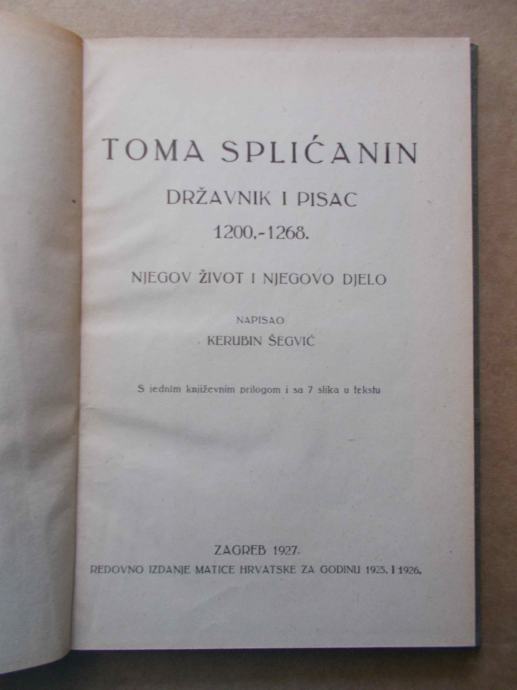 TOMA SPLIĆANIN
DRŽAVNIK I PISAC
1200,-1268.
NJEGOV ŽIVOT I NJEGOVO DJELO
NAPISAO
KERUBIN ŠEGVIĆ
S jednim književnim prilogom i sa 7 slika u tekstu
ZAGREB 1927.
REDOVNO IZDANJE MATICE HRVATSKE ZA GODINU 1925. I 1926.